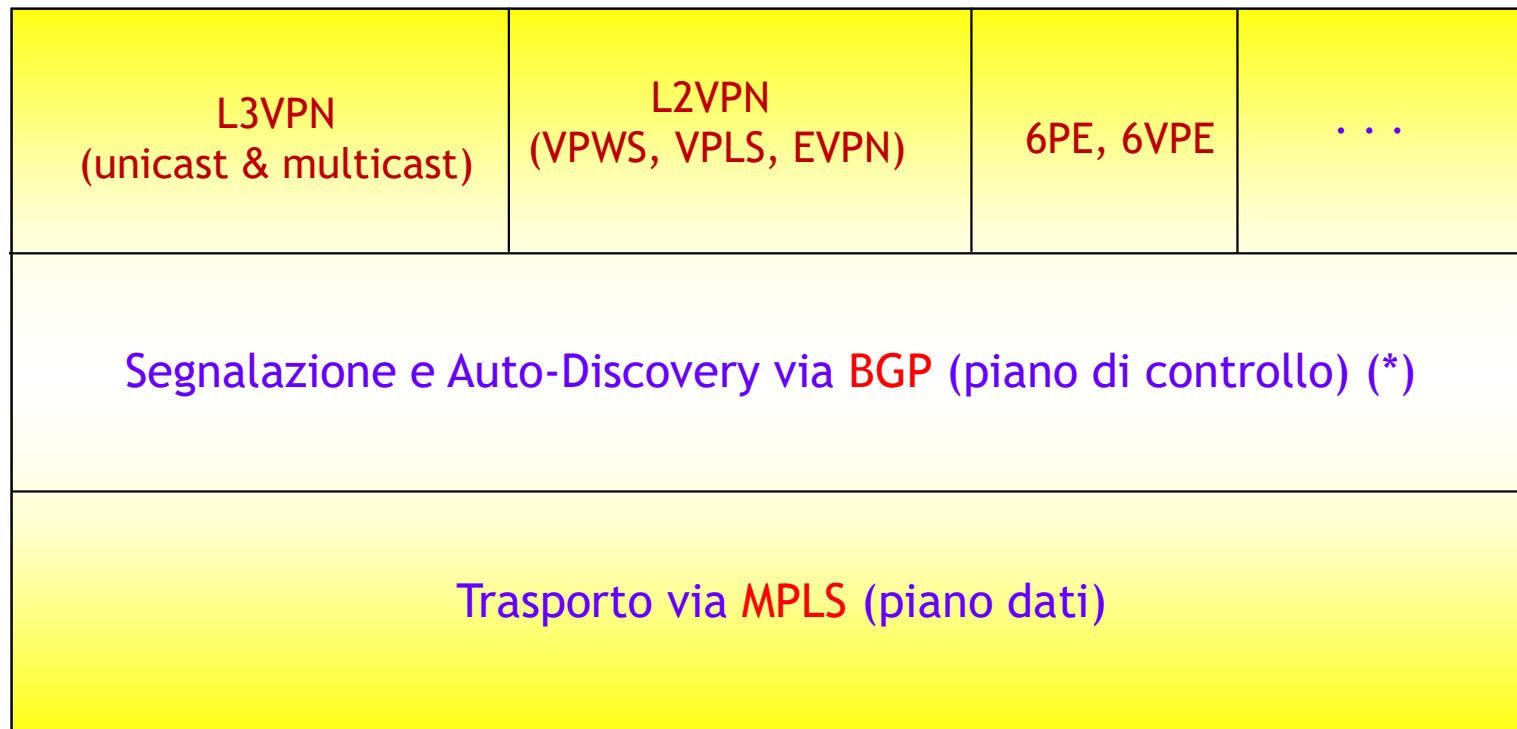 L3VPN
(unicast & multicast)
L2VPN
(VPWS, VPLS, EVPN)
6PE, 6VPE
. . .
Segnalazione e Auto-Discovery via BGP (piano di controllo) (*)
Trasporto via MPLS (piano dati)